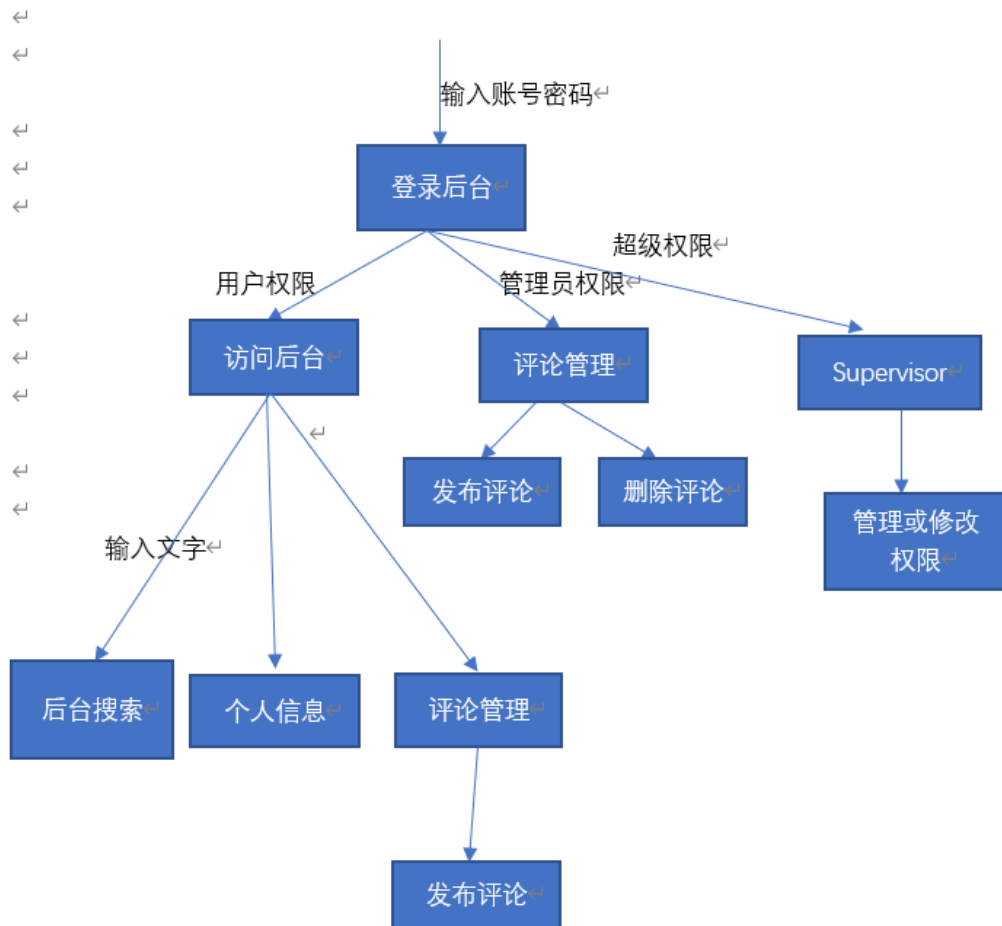 输入账号密码
登录后台
超级权限
用户权限
管理员权限
访问后台
评论管理
Supervisor
发布评论
删除评论
管理或修改
权限
输入文字
后台搜索
个人信息
评论管理
发布评论